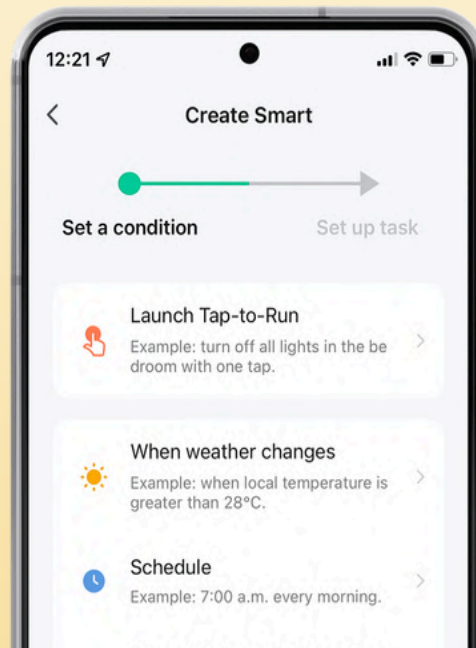 12:21
Create Smart
Set a condition
Set up task
Launch Tap-to-Run
Example: turn off all lights in the be
droom with one tap.
When weather changes
Example: when local temperature is
greater than 28°C.
Schedule
Example: 7:00 a.m. every morning.